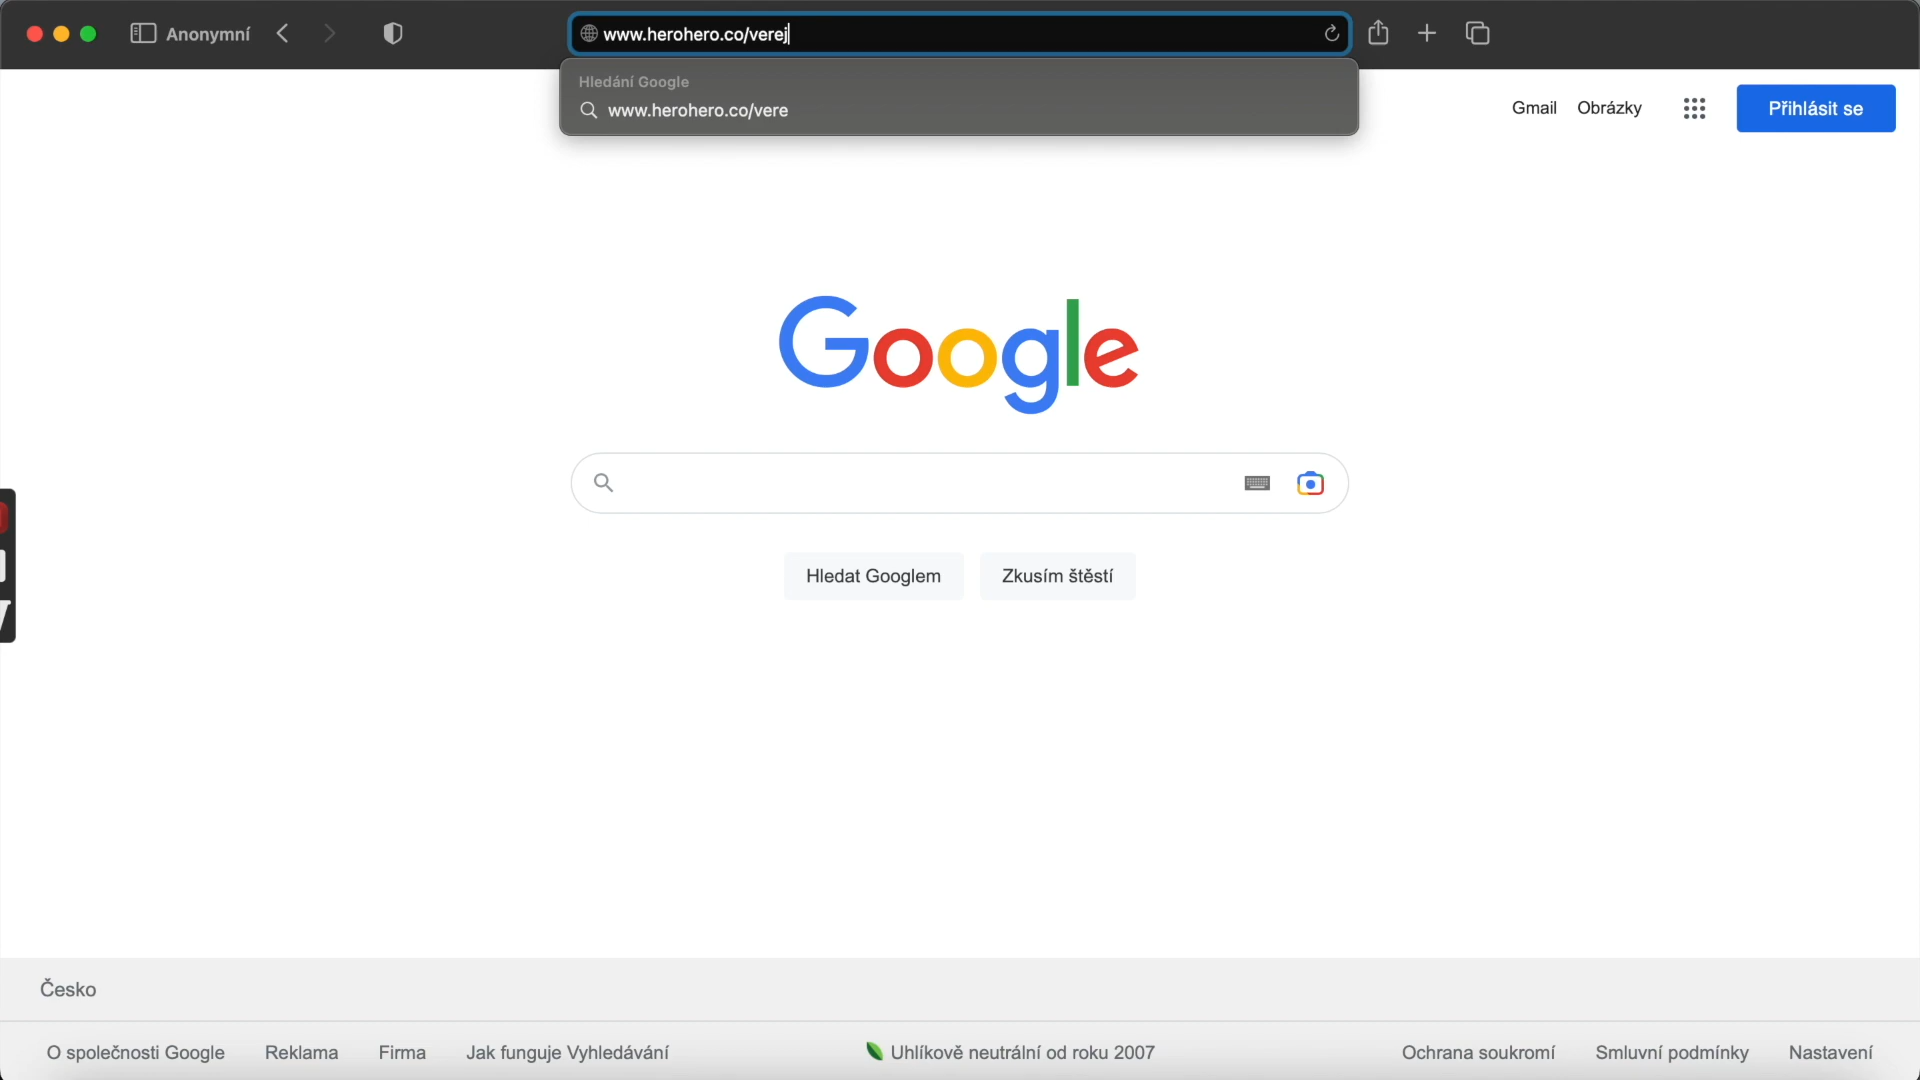 Anonymní
www.herohero.co/verej
Hledání Google
www.herohero.co/vere
Gmail
Obrázky
Přihlásit se
Google
Hledat Googlem
Zkusím štěstí
Česko
O společnosti Google
Reklama
Firma
Jak funguje Vyhledávání
Uhlíkově neutrální od roku 2007
Ochrana soukromí
Smluvní podmínky
Nastavení